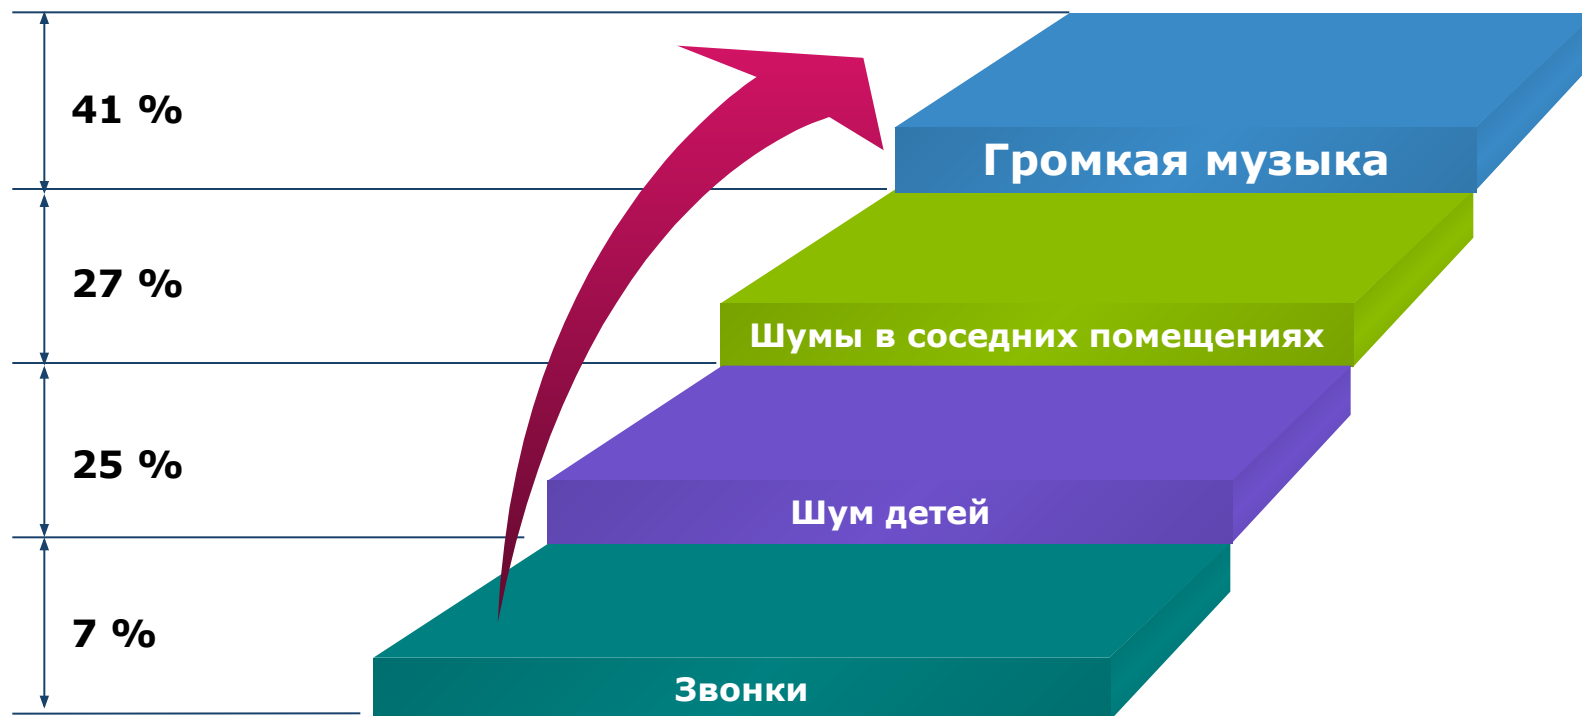 41 %
Громкая музыка
27 %
Шумы в соседних помещениях
25 %
Шум детей
7 %
Звонки